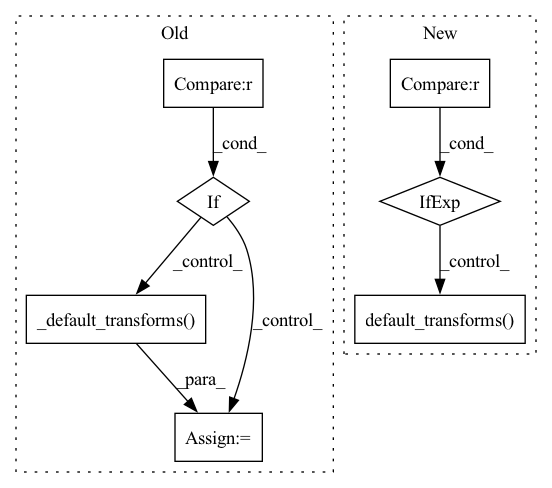 Old
New
Compare:r
Compare:r
_cond_
_cond_
If
IfExp
_control_
_control_
_control_
_default_transforms()
default_transforms()
_para_
Assign:=